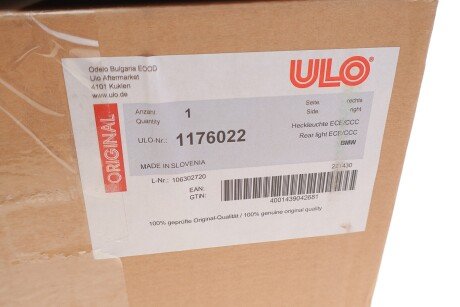 Odelo Bulgaria EOOD
Ulo Aftermarket
4101 Kuklen
www.ulo.de
ULO®
ORIGINAL
Anzahl 1
Quantity
Seite rechts
Side right
ULO-Nr.: 1176022
Heckleuchte ECE/CCC
Rear light ECE/CCC
BMW
MADE IN SLOVENIA
L-Nr.: 106302720
EAN:
GTIN:
4001439042681
100% geprüfte Original-Qualität / 100% genuine original quality